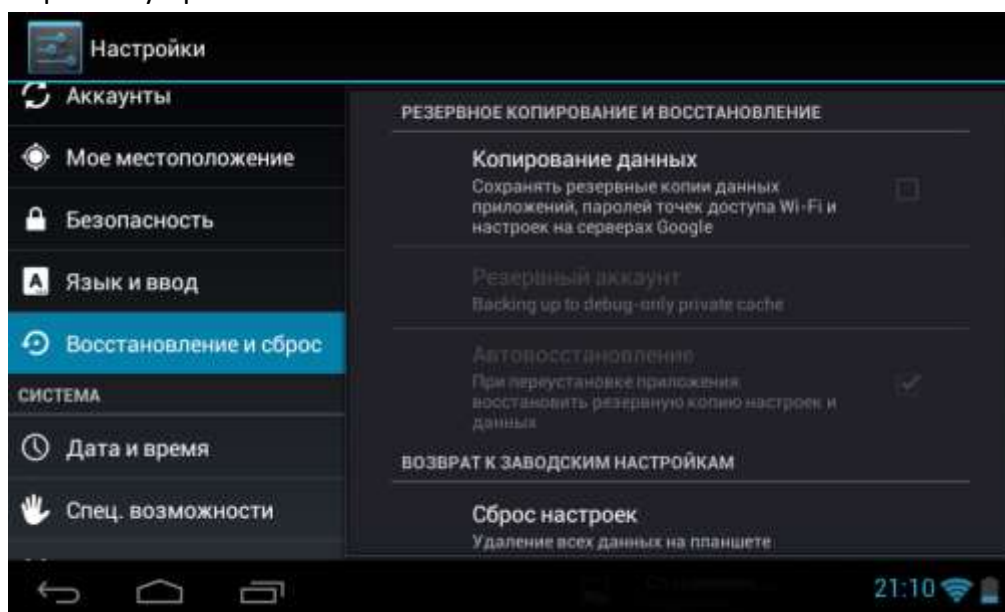 Настройки
Аккаунты
Мое местоположение
Безопасность
Язык и ввод
Восстановление и сброс
СИСТЕМА
Дата и время
Спец. возможности
РЕЗЕРВНОЕ КОПИРОВАНИЕ И ВОССТАНОВЛЕНИЕ
Копирование данных
Сохранять резервные копии данных
приложений, паролей точек доступа Wi-Fi и
настроек на серверах Google
Резервный аккаунт
Backing up to debug-only private cache
Автовосстановление
При переустановке приложения
восстановить резервную копию настроек и
данных
ВОЗВРАТ К ЗАВОДСКИМ НАСТРОЙКАМ
Сброс настроек
Удаление всех данных на планшете
21:10